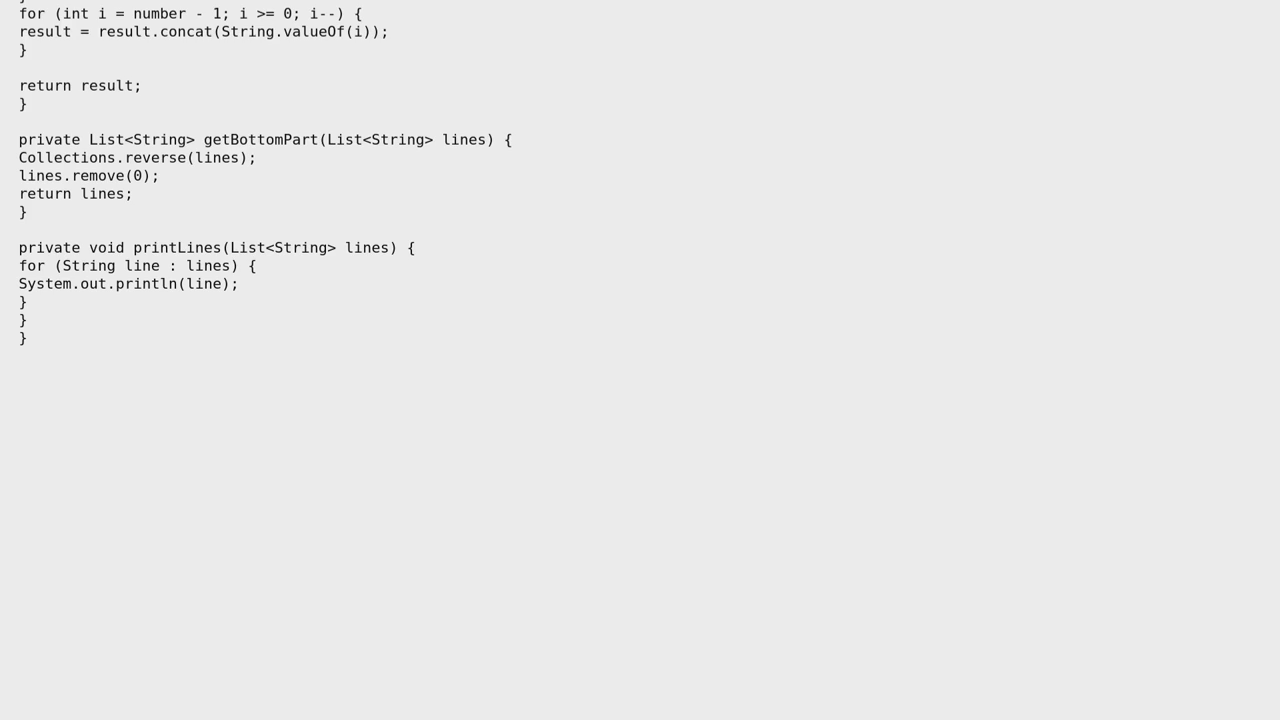 }
for (int i = number - 1; i >= 0; i--) {
result = result.concat(String.valueOf(i));
}

return result;
}

private List<String> getBottomPart(List<String> lines) {
Collections.reverse(lines);
lines.remove(0);
return lines;
}

private void printLines(List<String> lines) {
for (String line : lines) {
System.out.println(line);
}
}
}